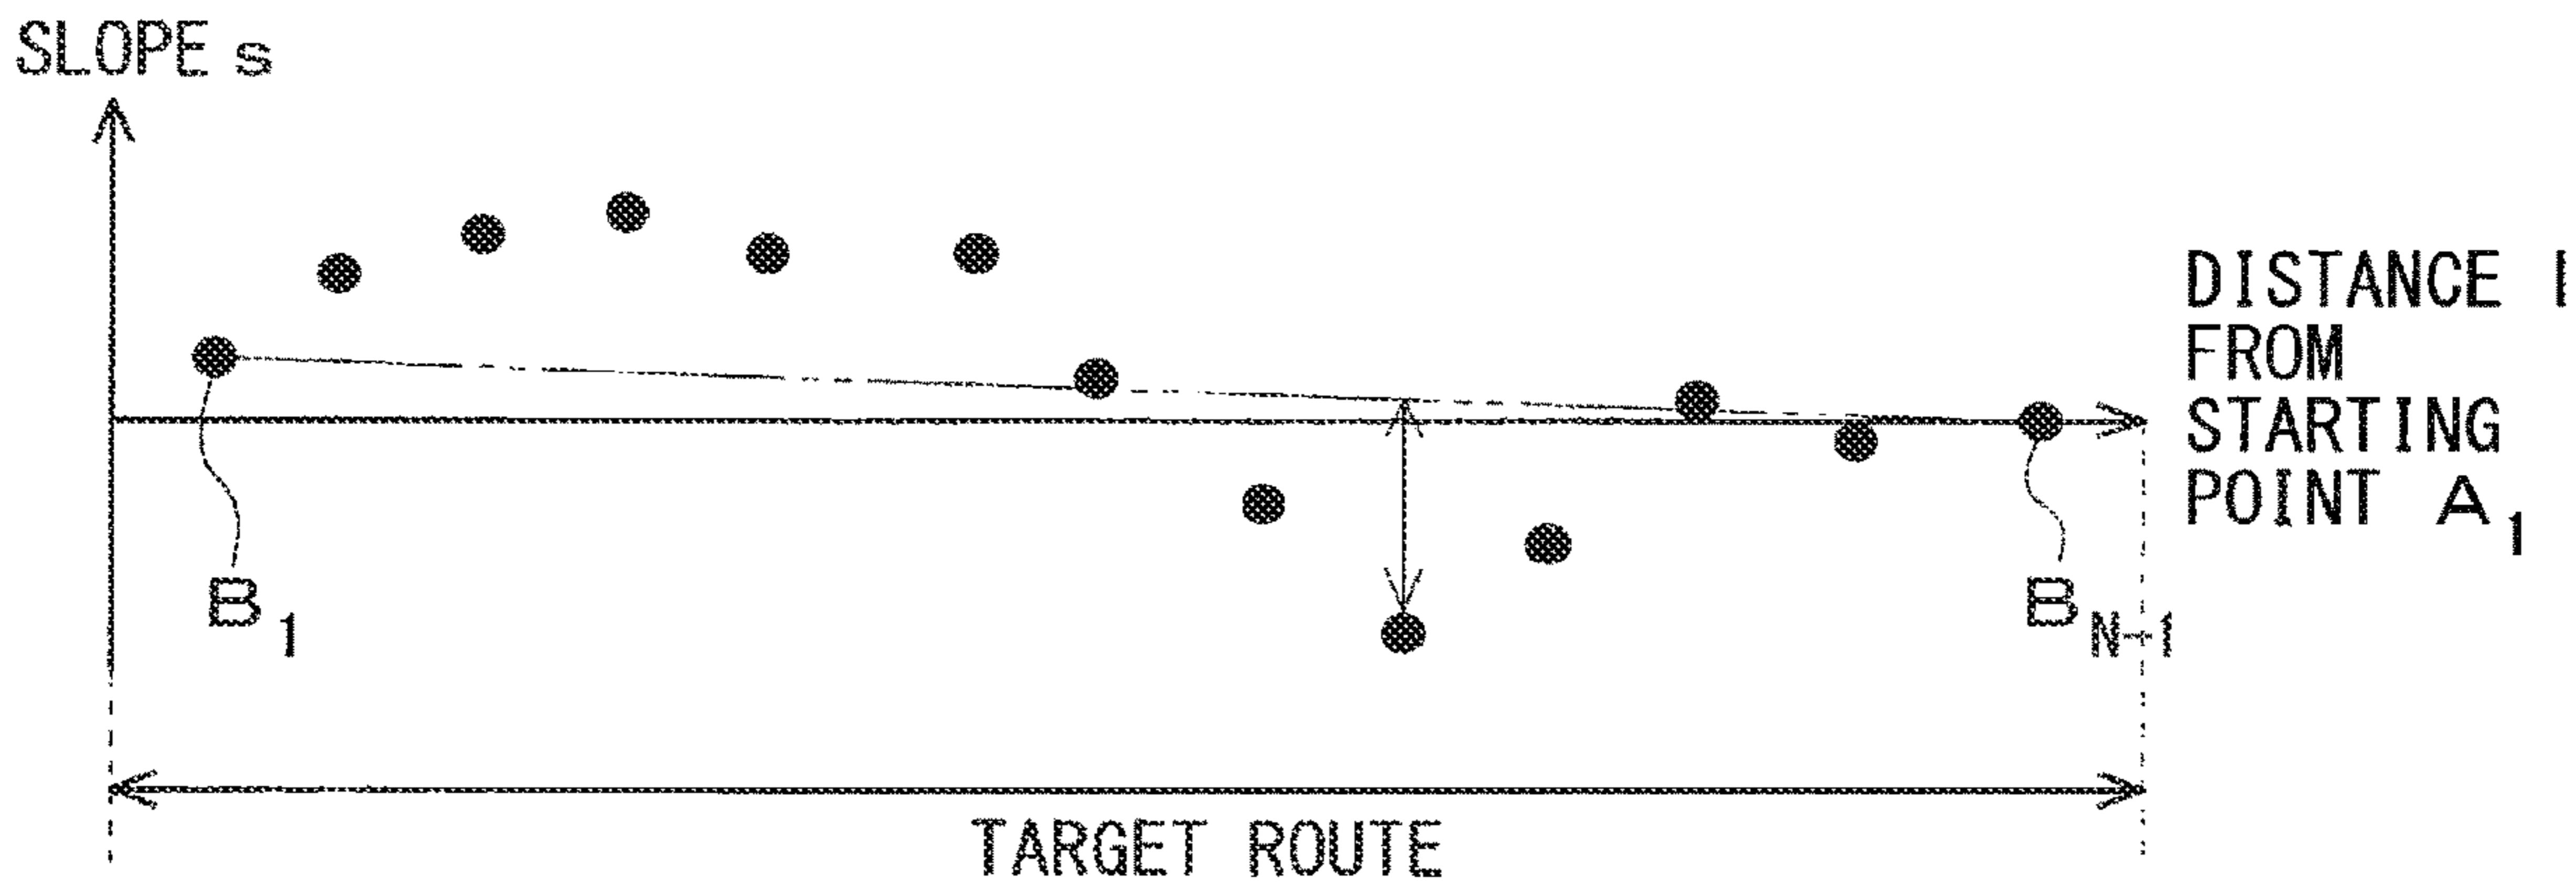 SLOPE s
DISTANCE l
FROM
STARTING
POINT A1
B1
BN-1
TARGET ROUTE